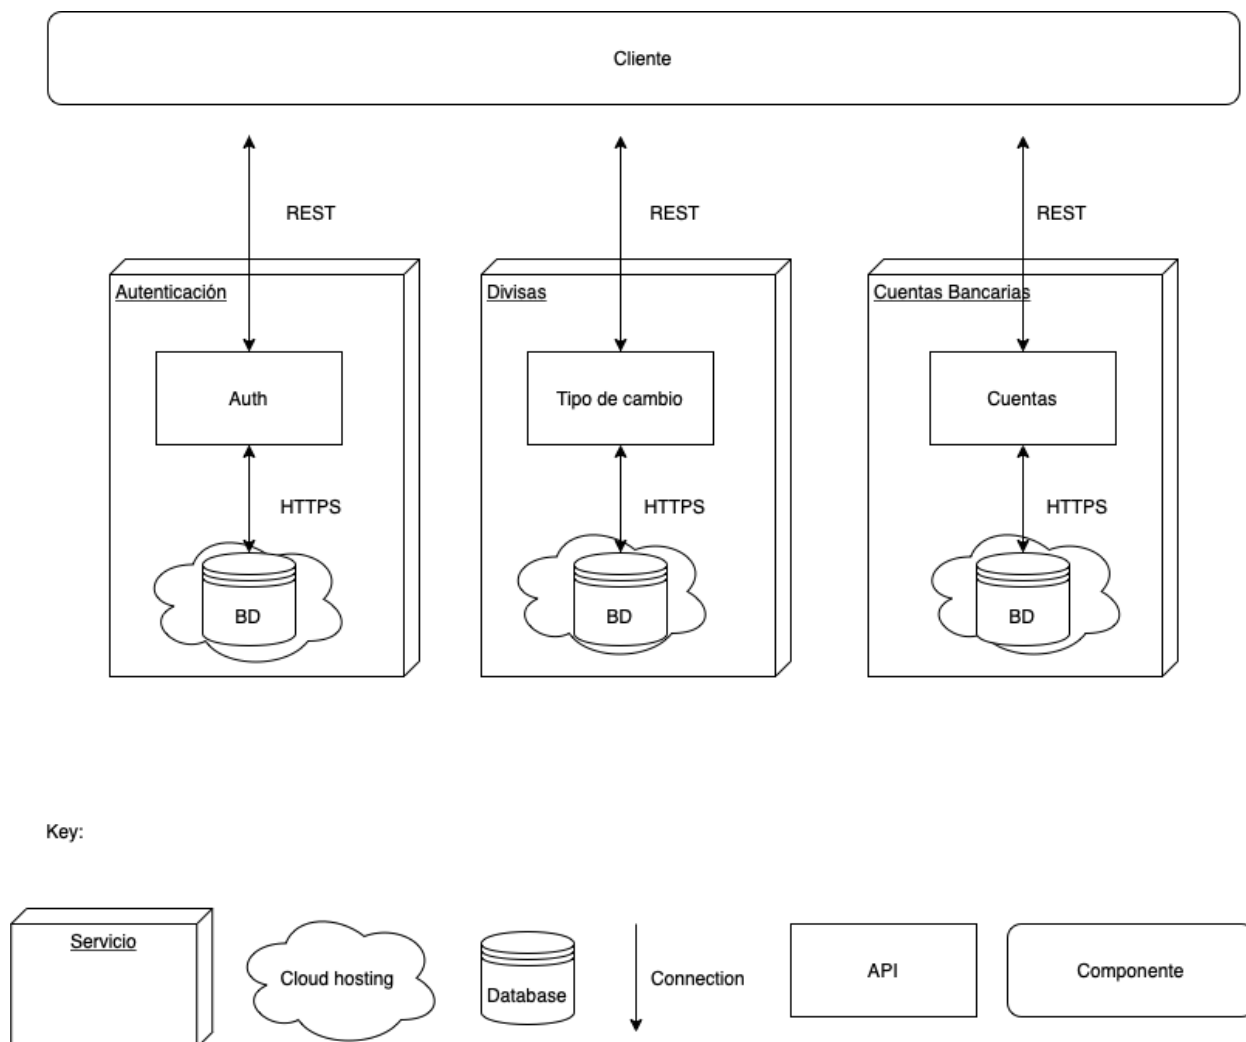 Cliente
REST
REST
REST
Autenticación
Divisas
Cuentas Bancarias
Auth
Tipo de cambio
Cuentas
HTTPS
HTTPS
HTTPS
BD
BD
BD
Key:
Servicio
Cloud hosting
Database
Connection
API
Componente